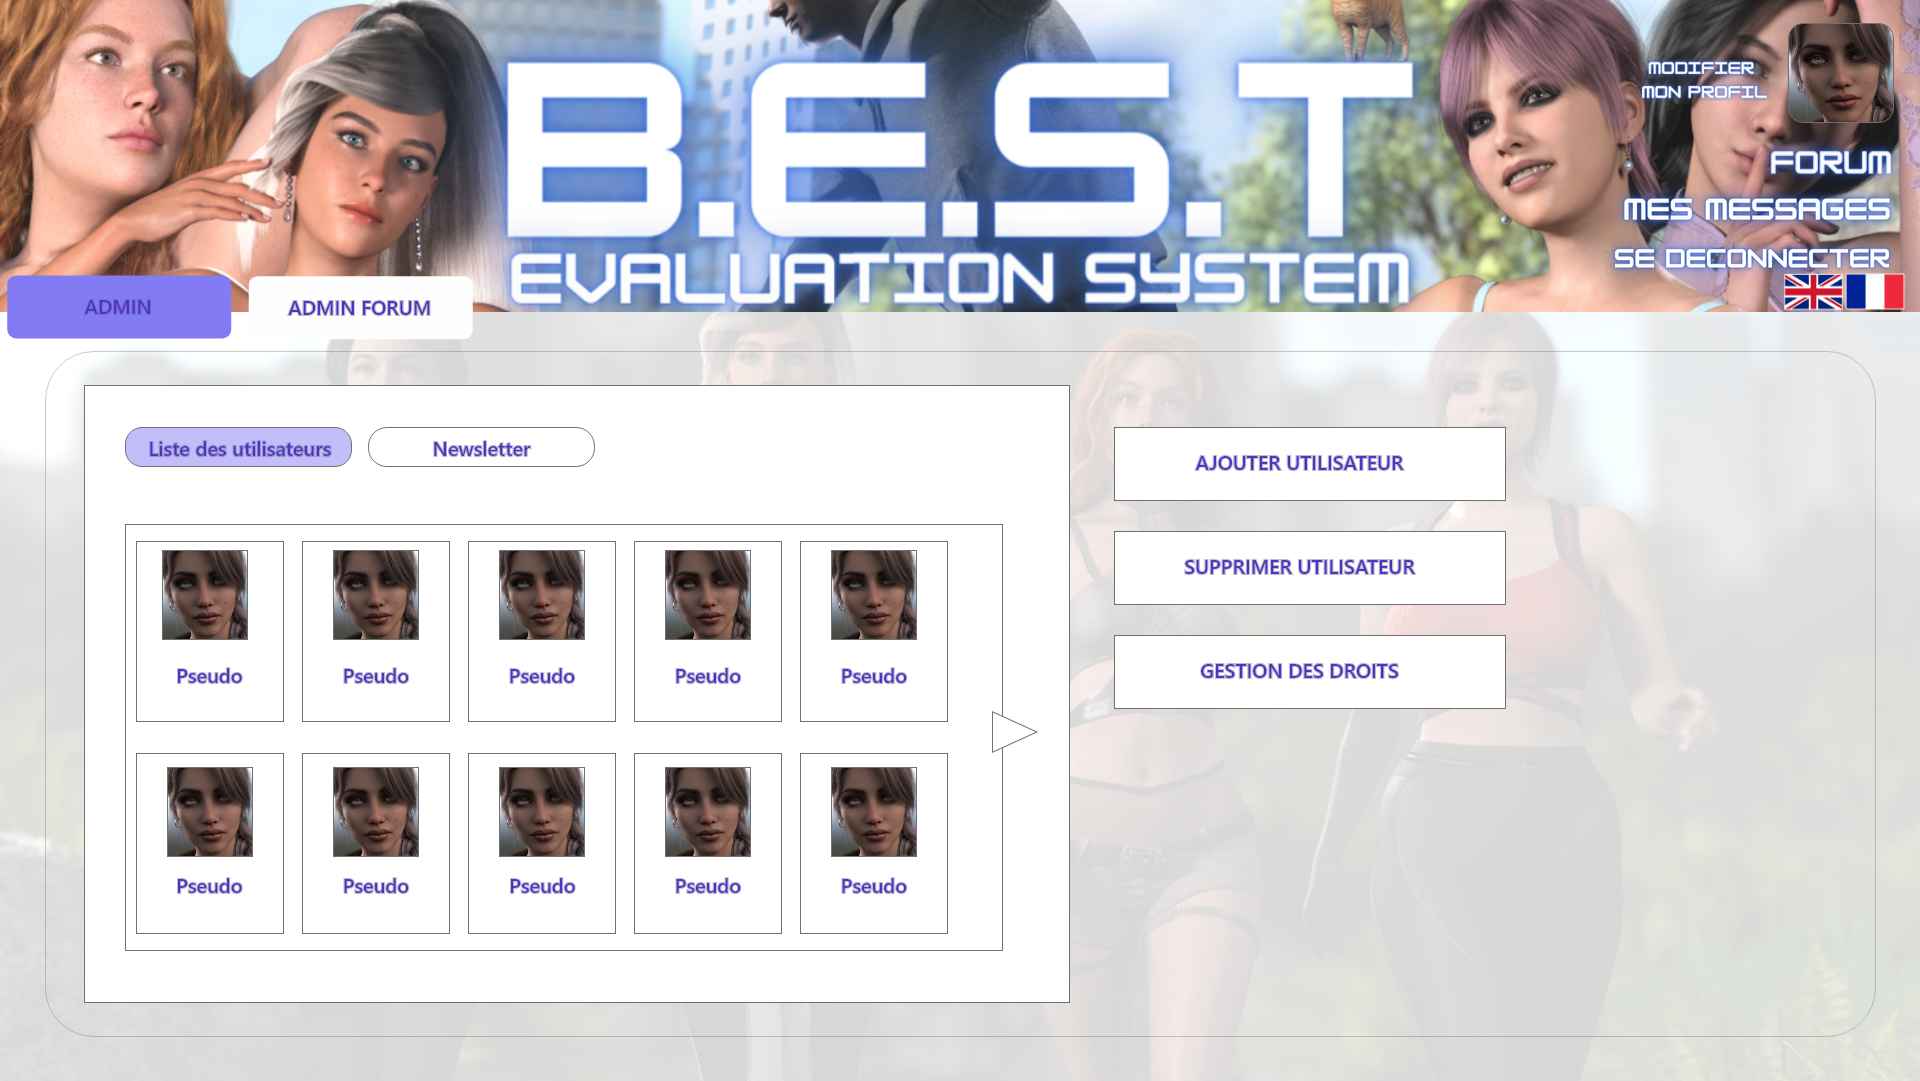 B.E.S.T
EVALUATION SYSTEM
MODIFIER
MON PROFIL
FORUM
MES MESSAGES
SE DECONNECTER
ADMIN
ADMIN FORUM
Liste des utilisateurs
Newsletter
Pseudo
Pseudo
Pseudo
Pseudo
Pseudo
Pseudo
Pseudo
Pseudo
Pseudo
Pseudo
AJOUTER UTILISATEUR
SUPPRIMER UTILISATEUR
GESTION DES DROITS